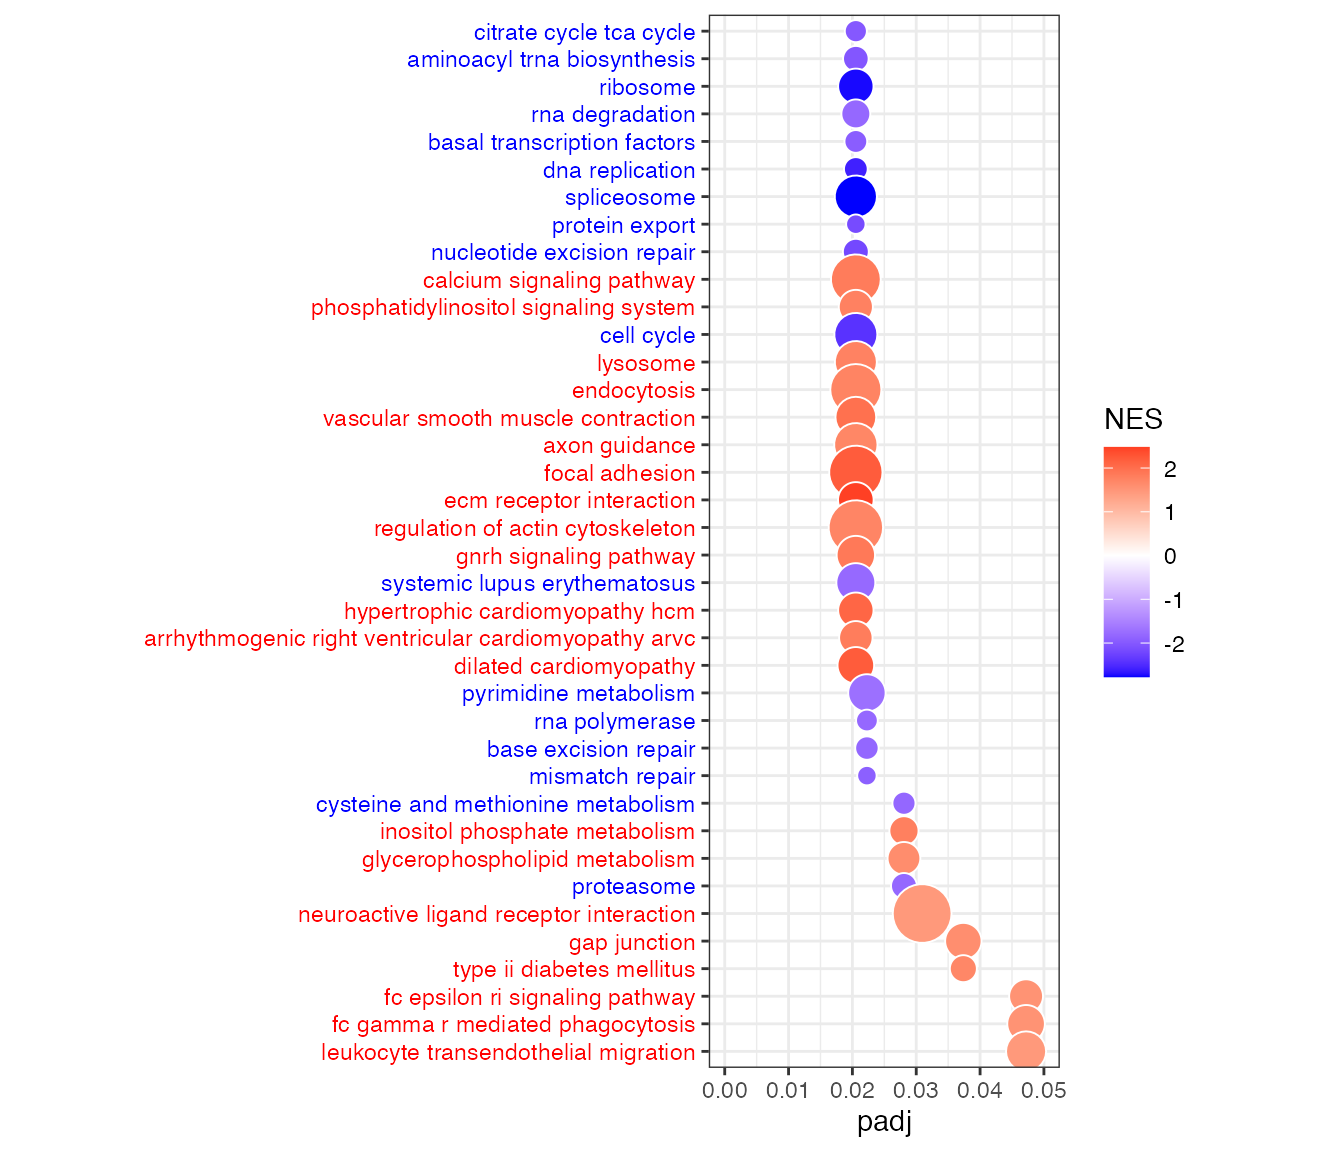 citrate cycle tca cycle
aminoacyl trna biosynthesis
ribosome
rna degradation
basal transcription factors
dna replication
spliceosome
protein export
nucleotide excision repair
calcium signaling pathway
phosphatidylinositol signaling system
cell cycle
lysosome
endocytosis
vascular smooth muscle contraction
axon guidance
focal adhesion
ecm receptor interaction
regulation of actin cytoskeleton
gnrh signaling pathway
systemic lupus erythematosus
hypertrophic cardiomyopathy hcm
arrhythmogenic right ventricular cardiomyopathy arvc
dilated cardiomyopathy
pyrimidine metabolism
rna polymerase
base excision repair
mismatch repair
cysteine and methionine metabolism
inositol phosphate metabolism
glycerophospholipid metabolism
proteasome
neuroactive ligand receptor interaction
gap junction
type ii diabetes mellitus
fc epsilon ri signaling pathway
fc gamma r mediated phagocytosis
leukocyte transendothelial migration
0.00 0.01 0.02 0.03 0.04 0.05
padj
NES
2
1
0
-1
-2